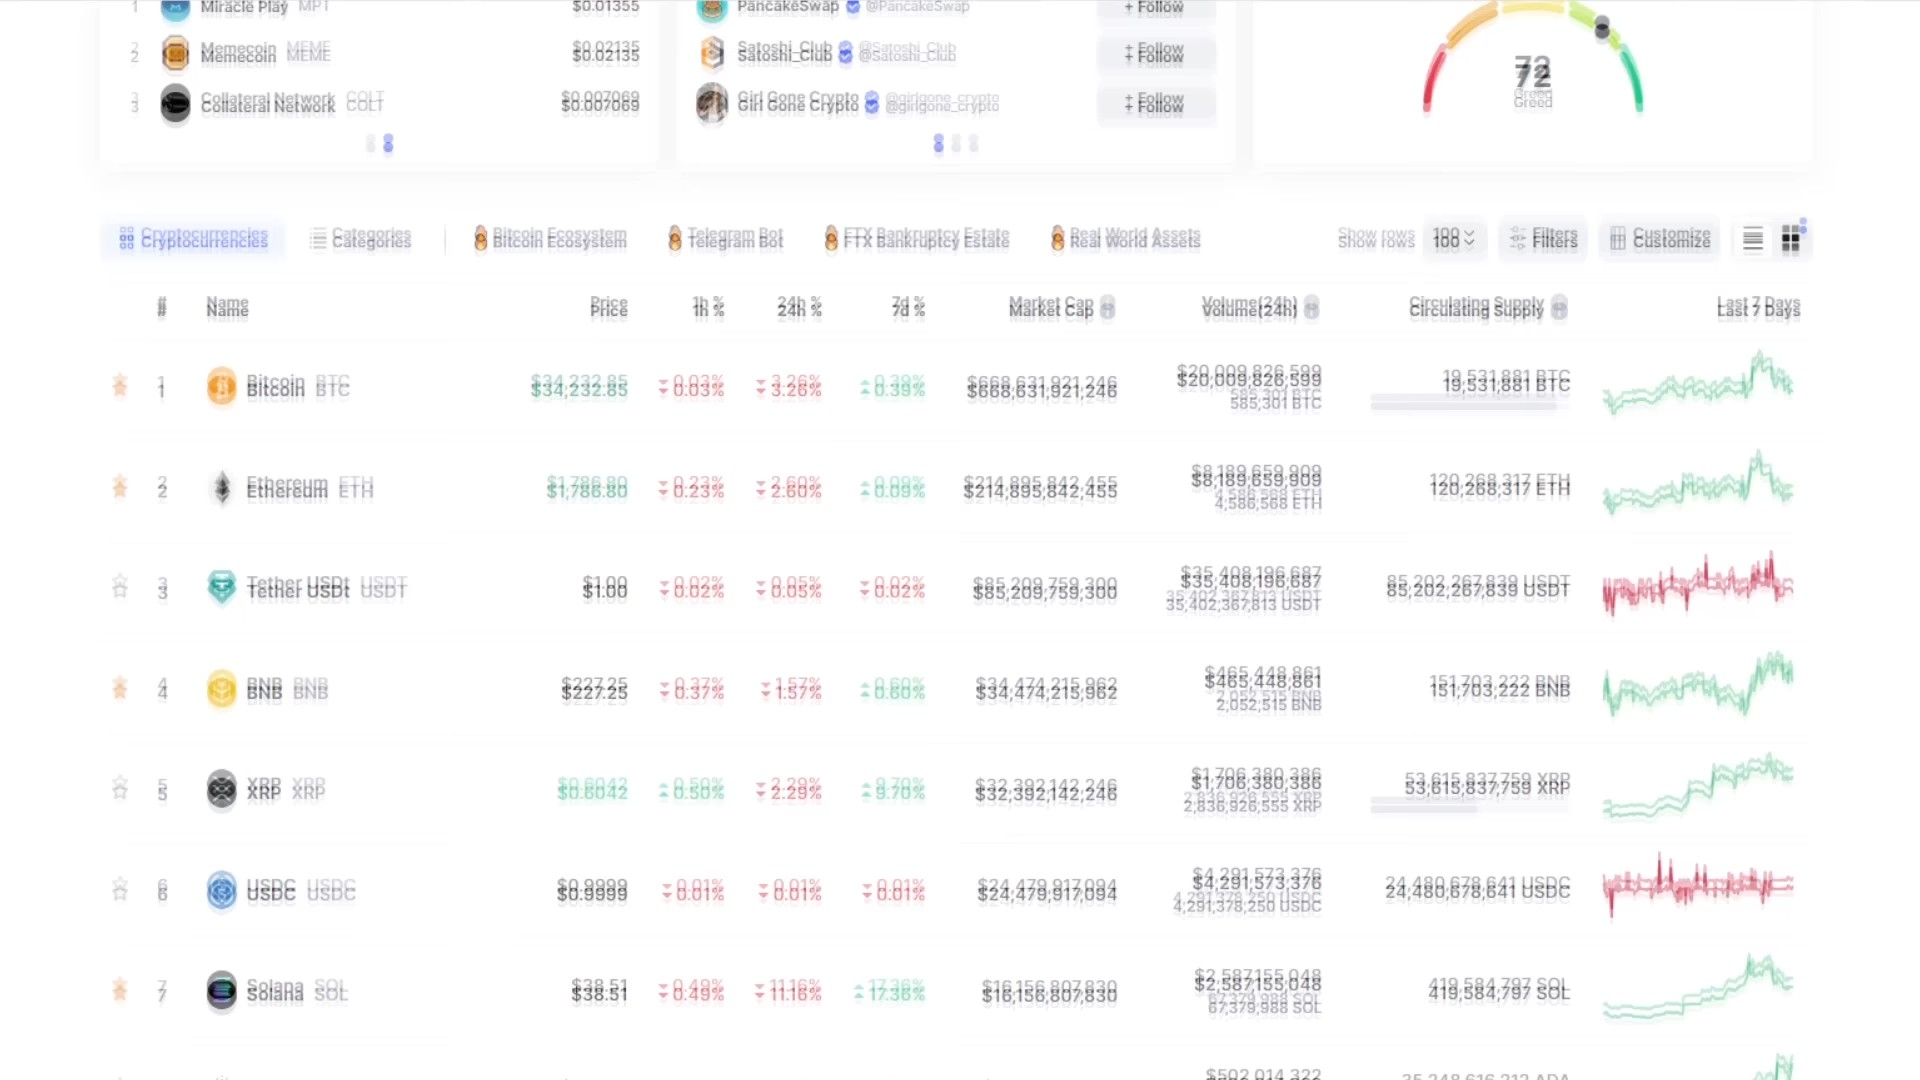 1 Miracle Play MPT $0.01355
2 Memecoin MEME $0.02135
3 Collateral Network COLT $0.007069
PancakeSwap @PancakeSwap + Follow
Satoshi_Club @Satoshi_Club + Follow
Girl Gone Crypto @girlgone_crypto + Follow
72
Greed
Cryptocurrencies Categories Bitcoin Ecosystem Telegram Bot FTX Bankruptcy Estate Real World Assets Show rows 100 Filters Customize
# Name Price 1h % 24h % 7d % Market Cap Volume(24h) Circulating Supply Last 7 Days
1 Bitcoin BTC $34,232.85 0.03% 3.26% 0.39% $668,631,921,246 $20,009,826,599 19,531,881 BTC
585,301 BTC
2 Ethereum ETH $1,786.80 0.23% 2.60% 0.09% $214,895,842,455 $8,189,659,909 120,268,317 ETH
4,586,568 ETH
3 Tether USDt USDT $1.00 0.02% 0.05% 0.02% $85,209,759,300 $35,408,196,687 85,202,267,839 USDT
35,402,367,813 USDT
4 BNB BNB $227.25 0.37% 1.57% 0.60% $34,474,215,962 $465,448,861 151,703,222 BNB
2,052,515 BNB
5 XRP XRP $0.6042 0.50% 2.29% 9.70% $32,392,142,246 $1,706,380,386 53,615,837,759 XRP
2,836,926,555 XRP
6 USDC USDC $0.9999 0.01% 0.01% 0.01% $24,479,917,094 $4,291,573,376 24,480,678,641 USDC
4,291,378,250 USDC
7 Solana SOL $38.51 0.49% 11.16% 17.36% $16,156,807,830 $2,587,155,048 419,584,797 SOL
67,379,988 SOL
$502,014,322 35,248,616,212 ADA